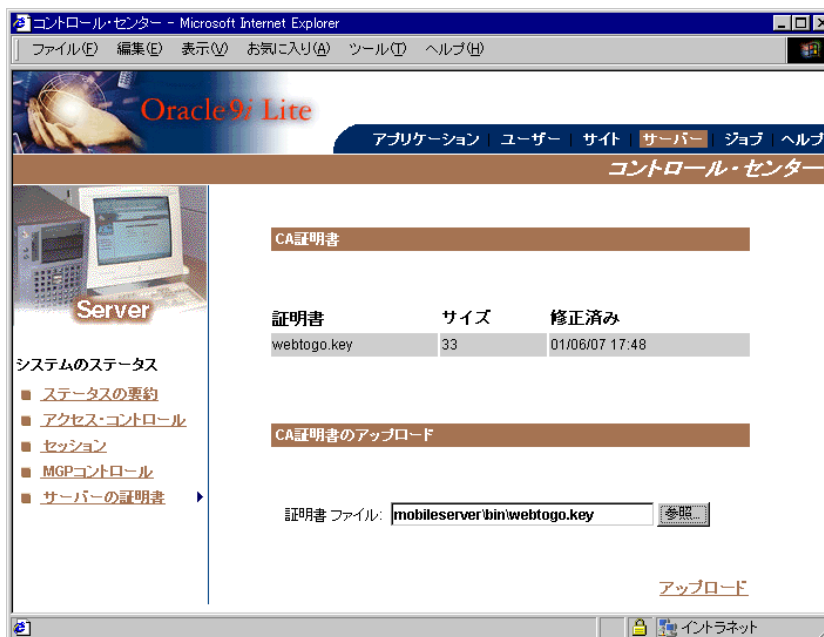 コントロール・センター - Microsoft Internet Explorer
ファイル(F) 編集(E) 表示(V) お気に入り(A) ツール(T) ヘルプ(H)
Oracle9i Lite
アプリケーション ユーザー サイト サーバー ジョブ ヘルプ
コントロール・センター
Server
システムのステータス
ステータスの要約
アクセス・コントロール
セッション
MGPコントロール
サーバーの証明書
CA証明書
証明書 サイズ 修正済み
webtogo.key 33 01/06/07 17:48
CA証明書のアップロード
証明書 ファイル: mobileserver\bin\webtogo.key 参照...
アップロード
イントラネット